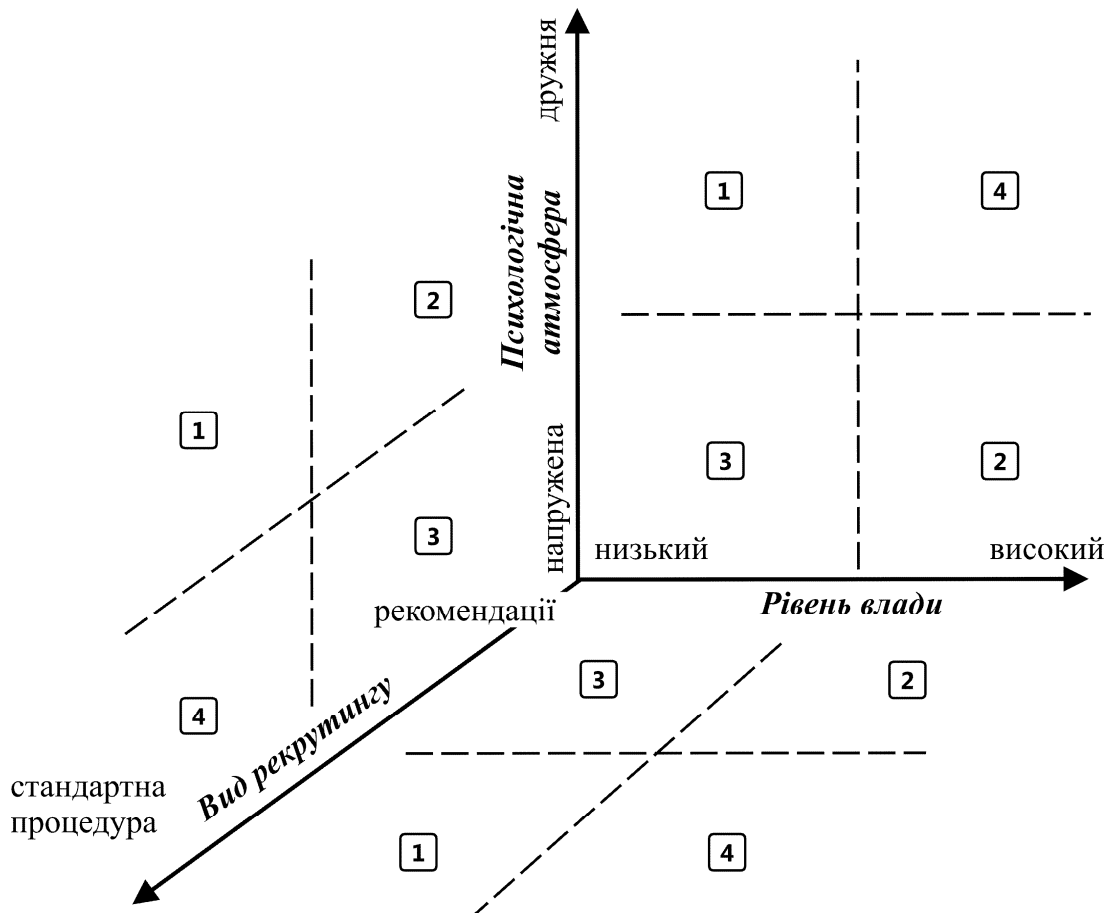 дружня
Психологічна
атмосфера
напружена
1
4
3
2
низький
високий
Рівень влади
2
1
3
4
рекомендації
Вид рекрутингу
стандартна
процедура
3
2
1
4